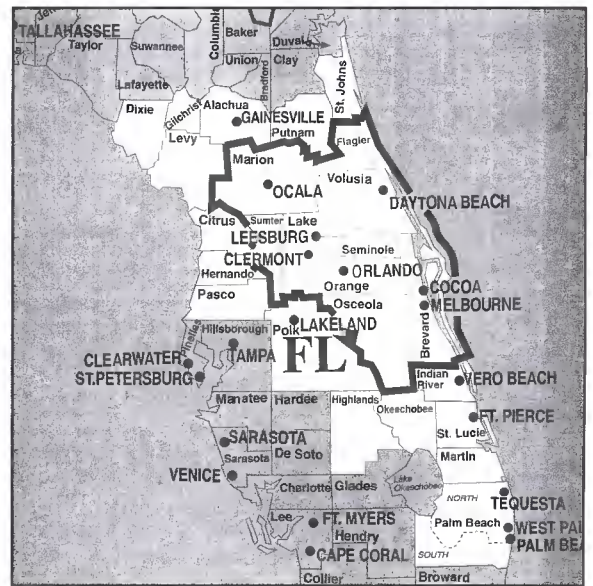 TALLAHASSEE
Taylor
Suwannee
Columbia
Baker
Duval
Union
Clay
Bradford
Lafayette
St. Johns
Dixie
Gilchrist
Alachua
GAINESVILLE
Putnam
Levy
Flagler
Marion
Volusia
OCALA
DAYTONA BEACH
Citrus
Sumter
Lake
LEESBURG
Seminole
CLERMONT
Hernando
ORLANDO
Orange
COCOA
Pasco
Osceola
MELBOURNE
Hillsborough
Polk
LAKELAND
Brevard
Pinellas
TAMPA
FL
CLEARWATER
ST.PETERSBURG
Indian
River
VERO BEACH
Manatee
Hardee
Highlands
Okeechobee
FT. PIERCE
St. Lucie
SARASOTA
Sarasota
De Soto
Martin
VENICE
Charlotte
Glades
Lake
Okeechobee
NORTH
TEQUESTA
Lee
FT. MYERS
Hendry
Palm Beach
WEST PAL
PALM BEA
CAPE CORAL
SOUTH
Collier
Broward